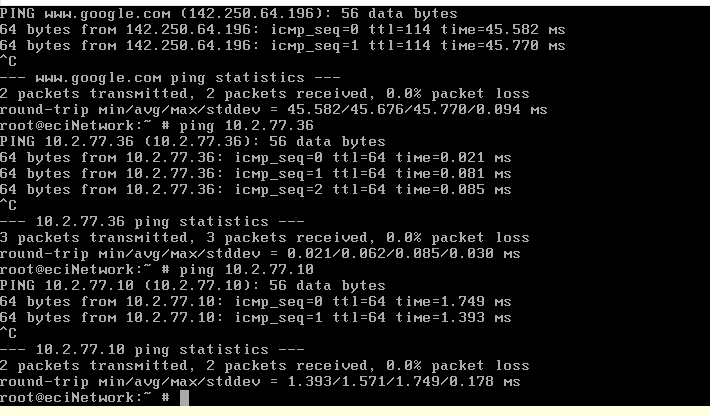 PING www.google.com (142.250.64.196): 56 data bytes
64 bytes from 142.250.64.196: icmp_seq=0 ttl=114 time=45.582 ms
64 bytes from 142.250.64.196: icmp_seq=1 ttl=114 time=45.770 ms
^C
--- www.google.com ping statistics ---
2 packets transmitted, 2 packets received, 0.0% packet loss
round-trip min/avg/max/stddev = 45.582/45.676/45.770/0.094 ms
root@eciNetwork:~ # ping 10.2.77.36
PING 10.2.77.36 (10.2.77.36): 56 data bytes
64 bytes from 10.2.77.36: icmp_seq=0 ttl=64 time=0.021 ms
64 bytes from 10.2.77.36: icmp_seq=1 ttl=64 time=0.081 ms
64 bytes from 10.2.77.36: icmp_seq=2 ttl=64 time=0.085 ms
^C
--- 10.2.77.36 ping statistics ---
3 packets transmitted, 3 packets received, 0.0% packet loss
round-trip min/avg/max/stddev = 0.021/0.062/0.085/0.030 ms
root@eciNetwork:~ # ping 10.2.77.10
PING 10.2.77.10 (10.2.77.10): 56 data bytes
64 bytes from 10.2.77.10: icmp_seq=0 ttl=64 time=1.749 ms
64 bytes from 10.2.77.10: icmp_seq=1 ttl=64 time=1.393 ms
^C
--- 10.2.77.10 ping statistics ---
2 packets transmitted, 2 packets received, 0.0% packet loss
round-trip min/avg/max/stddev = 1.393/1.571/1.749/0.178 ms
root@eciNetwork:~ #